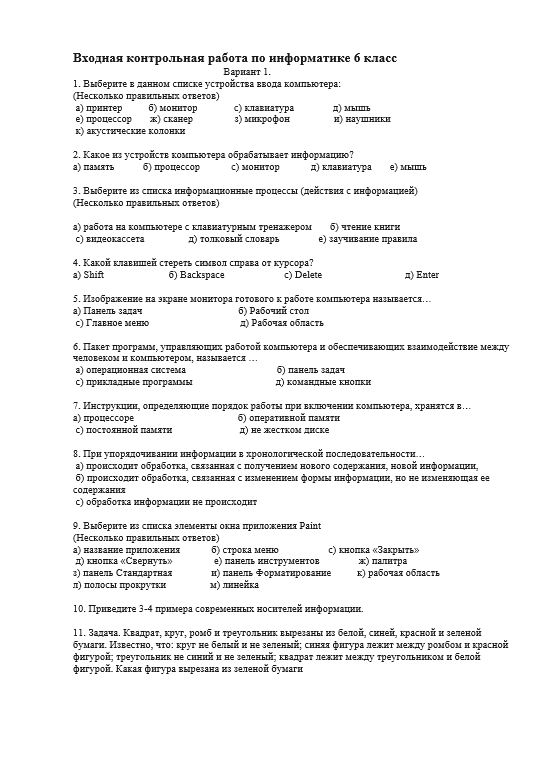 Входная контрольная работа по информатике 6 класс
Вариант 1.
1. Выберите в данном списке устройства ввода компьютера:
(Несколько правильных ответов)
а) принтер б) монитор с) клавиатура д) мышь
е) процессор ж) сканер з) микрофон и) наушники
к) акустические колонки
2. Какое из устройств компьютера обрабатывает информацию?
а) память б) процессор с) монитор д) клавиатура е) мышь
3. Выберите из списка информационные процессы (действия с информацией)
(Несколько правильных ответов)
а) работа на компьютере с клавиатурным тренажером б) чтение книги
с) видеокассета д) толковый словарь е) заучивание правила
4. Какой клавишей стереть символ справа от курсора?
а) Shift б) Backspace с) Delete д) Enter
5. Изображение на экране монитора готового к работе компьютера называется…
а) Панель задач б) Рабочий стол
с) Главное меню д) Рабочая область
6. Пакет программ, управляющих работой компьютера и обеспечивающих взаимодействие между
человеком и компьютером, называется …
а) операционная система б) панель задач
с) прикладные программы д) командные кнопки
7. Инструкции, определяющие порядок работы при включении компьютера, хранятся в…
а) процессоре б) оперативной памяти
с) постоянной памяти д) не жестком диске
8. При упорядочивании информации в хронологической последовательности…
а) происходит обработка, связанная с получением нового содержания, новой информации,
б) происходит обработка, связанная с изменением формы информации, но не изменяющая ее
содержания
с) обработка информации не происходит
9. Выберите из списка элементы окна приложения Paint
(Несколько правильных ответов)
а) название приложения б) строка меню с) кнопка «Закрыть»
д) кнопка «Свернуть» е) панель инструментов ж) палитра
з) панель Стандартная и) панель Форматирование к) рабочая область
л) полосы прокрутки м) линейка
10. Приведите 3-4 примера современных носителей информации.
11. Задача. Квадрат, круг, ромб и треугольник вырезаны из белой, синей, красной и зеленой
бумаги. Известно, что: круг не белый и не зеленый; синяя фигура лежит между ромбом и красной
фигурой; треугольник не синий и не зеленый; квадрат лежит между треугольником и белой
фигурой. Какая фигура вырезана из зеленой бумаги